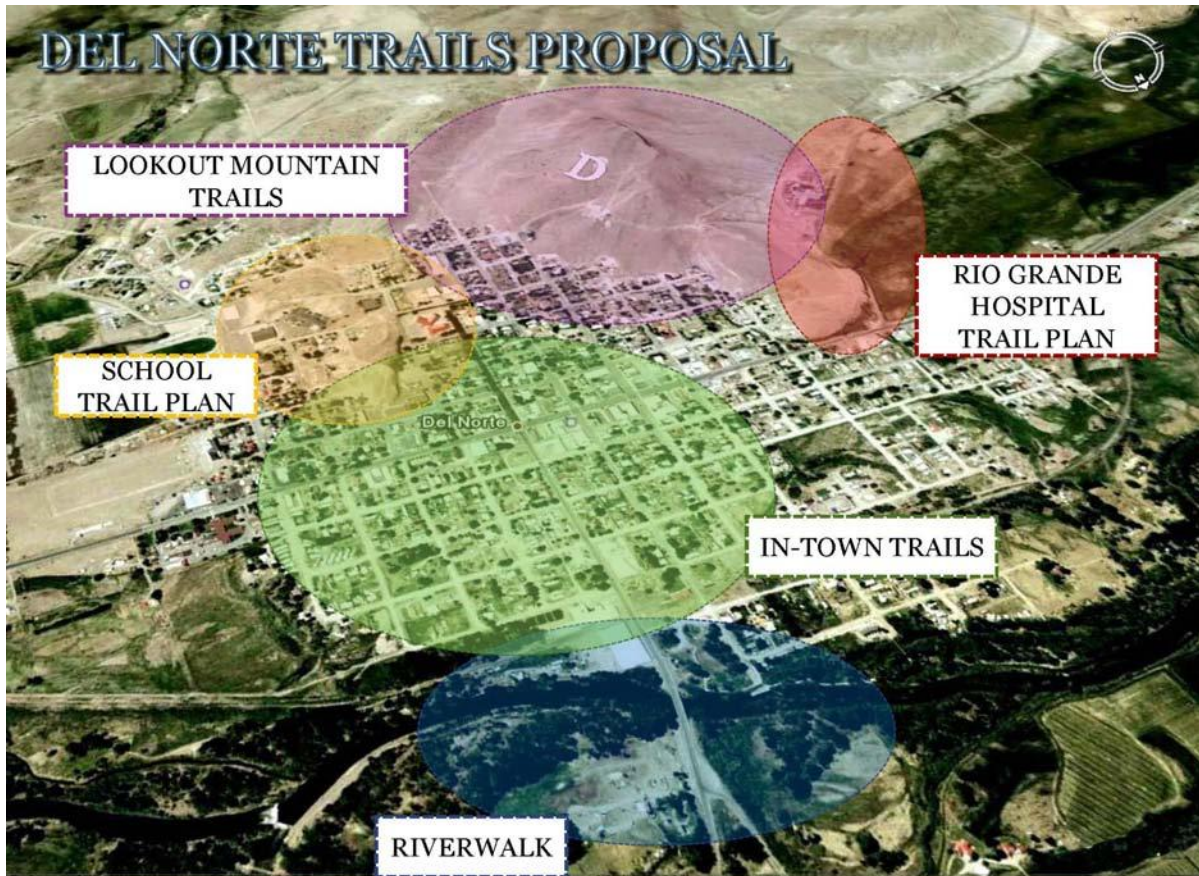 DEL NORTE TRAILS PROPOSAL
N
LOOKOUT MOUNTAIN
TRAILS
D
RIO GRANDE
HOSPITAL
TRAIL PLAN
SCHOOL
TRAIL PLAN
Del Norte
IN-TOWN TRAILS
RIVERWALK